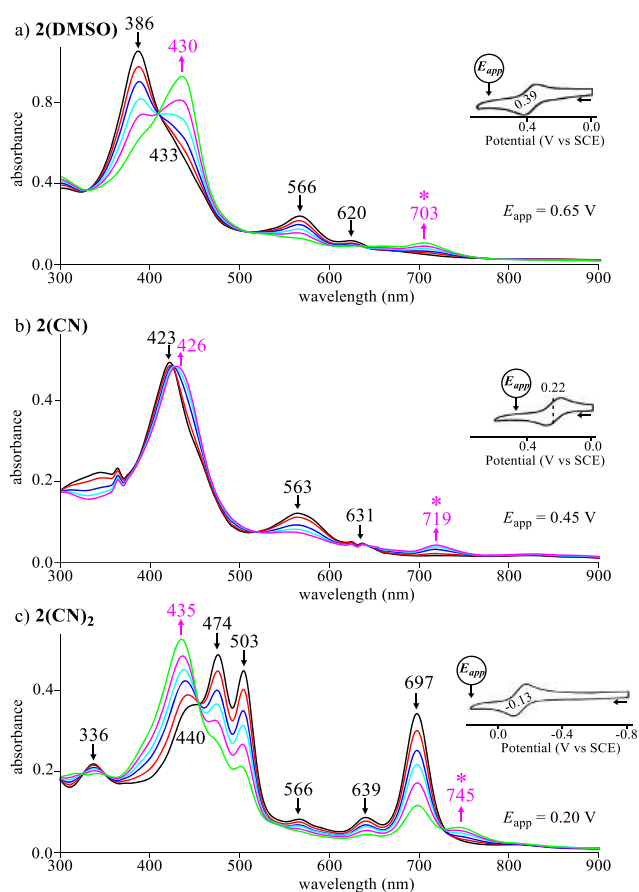 a) 2(DMSO)
386
430
433
566
620
*
703
E_app
0.39
0.4
0.0
Potential (V vs SCE)
E_app = 0.65 V
absorbance
0.8
0.4
0.0
300 400 500 600 700 800 900
wavelength (nm)
b) 2(CN)
423
426
563
631
*
719
E_app
0.22
0.4
0.0
Potential (V vs SCE)
E_app = 0.45 V
absorbance
0.4
0.2
0.0
300 400 500 600 700 800 900
wavelength (nm)
c) 2(CN)₂
336
435
440
474
503
566
639
697
*
745
E_app
-0.13
0.0 -0.4 -0.8
Potential (V vs SCE)
E_app = 0.20 V
absorbance
0.4
0.2
0.0
300 400 500 600 700 800 900
wavelength (nm)